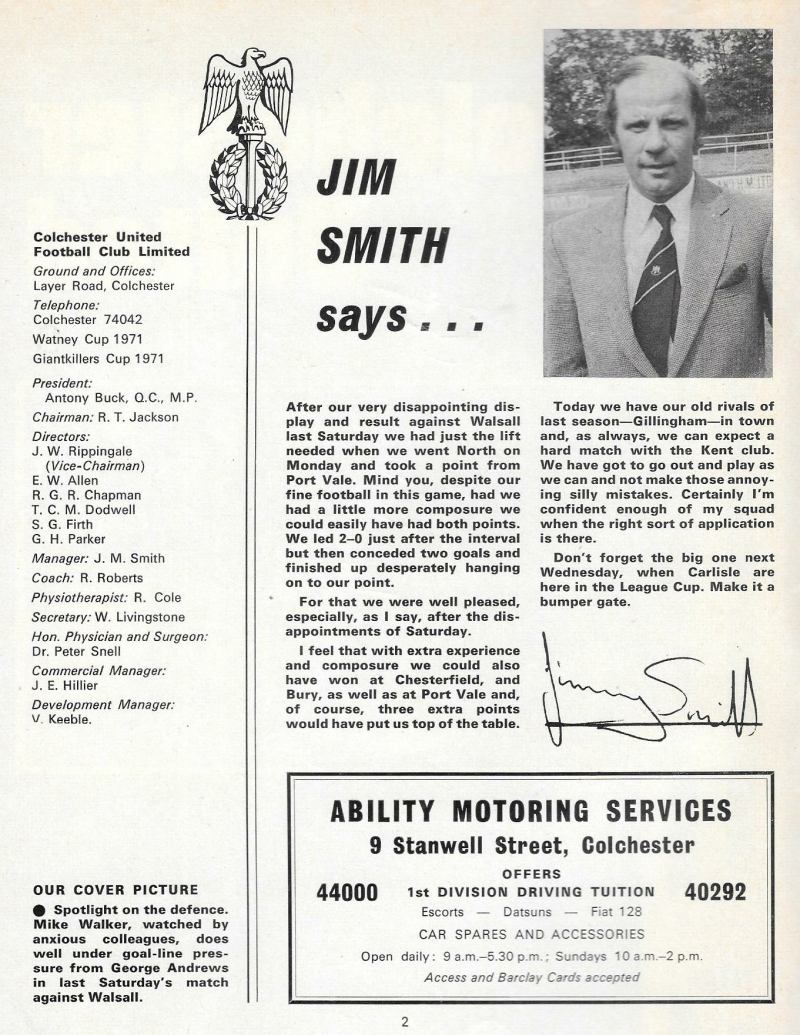 JIM
SMITH
says . . .
Colchester United
Football Club Limited
Ground and Offices:
Layer Road, Colchester
Telephone:
Colchester 74042
Watney Cup 1971
Giantkillers Cup 1971
President:
Antony Buck, Q.C., M.P.
Chairman: R. T. Jackson
Directors:
J. W. Rippingale
(Vice-Chairman)
E. W. Allen
R. G. R. Chapman
T. C. M. Dodwell
S. G. Firth
G. H. Parker
Manager: J. M. Smith
Coach: R. Roberts
Physiotherapist: R. Cole
Secretary: W. Livingstone
Hon. Physician and Surgeon:
Dr. Peter Snell
Commercial Manager:
J. E. Hillier
Development Manager:
V. Keeble.
OUR COVER PICTURE
● Spotlight on the defence.
Mike Walker, watched by
anxious colleagues, does
well under goal-line pres-
sure from George Andrews
in last Saturday's match
against Walsall.
After our very disappointing dis-
play and result against Walsall
last Saturday we had just the lift
needed when we went North on
Monday and took a point from
Port Vale. Mind you, despite our
fine football in this game, had we
had a little more composure we
could easily have had both points.
We led 2–0 just after the interval
but then conceded two goals and
finished up desperately hanging
on to our point.
For that we were well pleased,
especially, as I say, after the dis-
appointments of Saturday.
I feel that with extra experience
and composure we could also
have won at Chesterfield, and
Bury, as well as at Port Vale and,
of course, three extra points
would have put us top of the table.
Today we have our old rivals of
last season—Gillingham—in town
and, as always, we can expect a
hard match with the Kent club.
We have got to go out and play as
we can and not make those annoy-
ing silly mistakes. Certainly I'm
confident enough of my squad
when the right sort of application
is there.
Don't forget the big one next
Wednesday, when Carlisle are
here in the League Cup. Make it a
bumper gate.
Jimmy Smith
ABILITY MOTORING SERVICES
9 Stanwell Street, Colchester
OFFERS
44000 1st DIVISION DRIVING TUITION 40292
Escorts — Datsuns — Fiat 128
CAR SPARES AND ACCESSORIES
Open daily: 9 a.m.–5.30 p.m.; Sundays 10 a.m.–2 p.m.
Access and Barclay Cards accepted
2